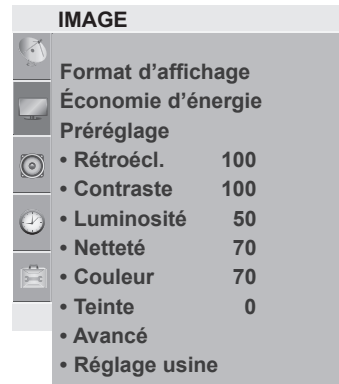 IMAGE
Format d’affichage
Économie d’énergie
Préréglage
• Rétroécl. 100
• Contraste 100
• Luminosité 50
• Netteté 70
• Couleur 70
• Teinte 0
• Avancé
• Réglage usine